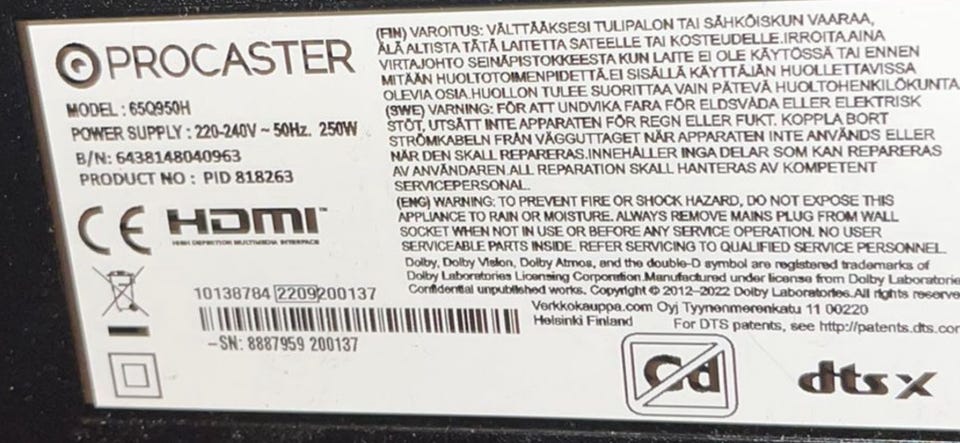 PROCASTER
MODEL : 65Q950H
POWER SUPPLY : 220-240V ~ 50Hz. 250W
B/N: 6438148040963
PRODUCT NO : PID 818263
CE HDMI™
HIGH DEFINITION MULTIMEDIA INTERFACE
10138784 2209 200137
-SN: 8887959 200137
(FIN) VAROITUS: VÄLTTÄÄKSESI TULIPALON TAI SÄHKÖISKUN VAARAA,
ÄLÄ ALTISTA TÄTÄ LAITETTA SATEELLE TAI KOSTEUDELLE.IRROITA AINA
VIRTAJOHTO SEINÄPISTOKKEESTA KUN LAITE EI OLE KÄYTÖSSÄ TAI ENNEN
MITÄÄN HUOLTOTOIMENPIDETTÄ.EI SISÄLLÄ KÄYTTÄJÄN HUOLLETTAVISSA
OLEVIA OSIA.HUOLLON TULEE SUORITTAA VAIN PÄTEVÄ HUOLTOHENKILÖKUNTA
(SWE) VARNING: FÖR ATT UNDVIKA FARA FÖR ELDSVÅDA ELLER ELEKTRISK
STÖT, UTSÄTT INTE APPARATEN FÖR REGN ELLER FUKT. KOPPLA BORT
STRÖMKABELN FRÅN VÄGGUTTAGET NÄR APPARATEN INTE ANVÄNDS ELLER
NÄR DEN SKALL REPARERAS.INNEHÅLLER INGA DELAR SOM KAN REPARERAS
AV ANVÄNDAREN.ALL REPARATION SKALL HANTERAS AV KOMPETENT
SERVICEPERSONAL.
(ENG) WARNING: TO PREVENT FIRE OR SHOCK HAZARD, DO NOT EXPOSE THIS
APPLIANCE TO RAIN OR MOISTURE. ALWAYS REMOVE MAINS PLUG FROM WALL
SOCKET WHEN NOT IN USE OR BEFORE ANY SERVICE OPERATION. NO USER
SERVICEABLE PARTS INSIDE. REFER SERVICING TO QUALIFIED SERVICE PERSONNEL.
Dolby, Dolby Vision, Dolby Atmos, and the double-D symbol are registered trademarks of
Dolby Laboratories Licensing Corporation.Manufactured under license from Dolby Laboratorie
Confidential unpublished works. Copyright © 2012–2022 Dolby Laboratories.All rights reserve
Verkkokauppa.com Oyj Tyynenmerenkatu 11 00220
Helsinki Finland
For DTS patents, see http://patents.dts.cor
Cd
dts x